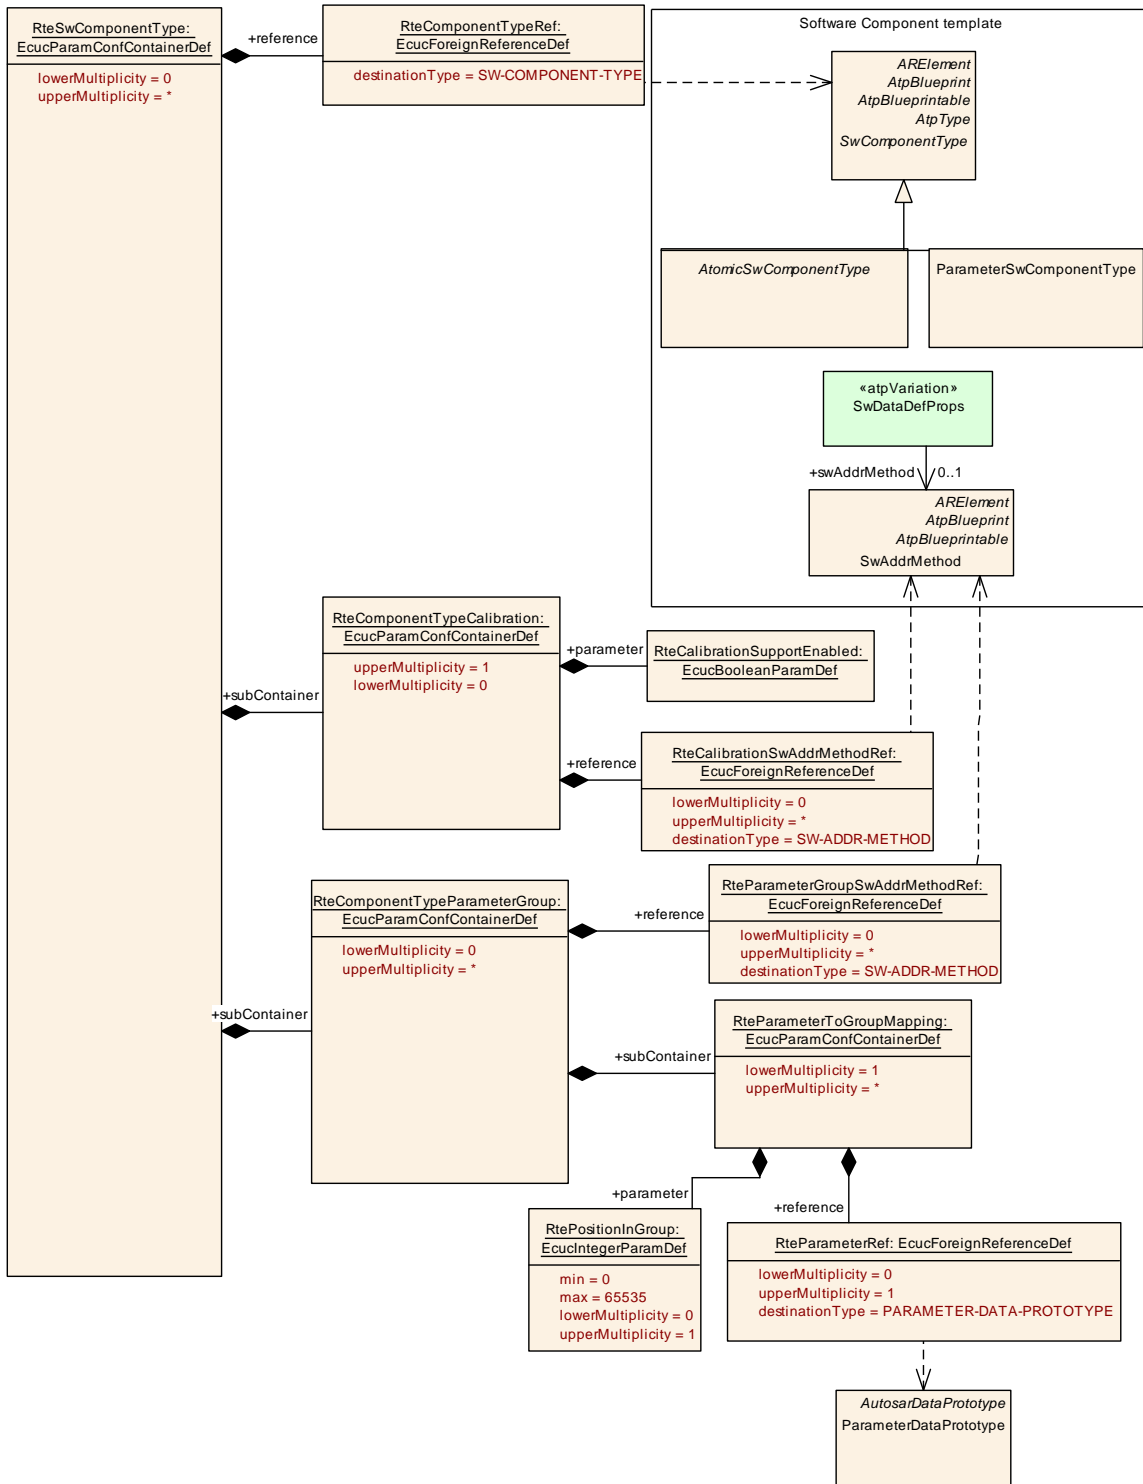 RteSwComponentType:
EcucParamConfContainerDef
lowerMultiplicity = 0
upperMultiplicity = *
+reference
RteComponentTypeRef:
EcucForeignReferenceDef
destinationType = SW-COMPONENT-TYPE
Software Component template
ARElement
AtpBlueprint
AtpBlueprintable
AtpType
SwComponentType
AtomicSwComponentType
ParameterSwComponentType
«atpVariation»
SwDataDefProps
+swAddrMethod
0..1
ARElement
AtpBlueprint
AtpBlueprintable
SwAddrMethod
+subContainer
RteComponentTypeCalibration:
EcucParamConfContainerDef
upperMultiplicity = 1
lowerMultiplicity = 0
+parameter
RteCalibrationSupportEnabled:
EcucBooleanParamDef
+reference
RteCalibrationSwAddrMethodRef:
EcucForeignReferenceDef
lowerMultiplicity = 0
upperMultiplicity = *
destinationType = SW-ADDR-METHOD
+subContainer
RteComponentTypeParameterGroup:
EcucParamConfContainerDef
lowerMultiplicity = 0
upperMultiplicity = *
+reference
RteParameterGroupSwAddrMethodRef:
EcucForeignReferenceDef
lowerMultiplicity = 0
upperMultiplicity = *
destinationType = SW-ADDR-METHOD
+subContainer
RteParameterToGroupMapping:
EcucParamConfContainerDef
lowerMultiplicity = 1
upperMultiplicity = *
+parameter
RtePositionInGroup:
EcucIntegerParamDef
min = 0
max = 65535
lowerMultiplicity = 0
upperMultiplicity = 1
+reference
RteParameterRef: EcucForeignReferenceDef
lowerMultiplicity = 0
upperMultiplicity = 1
destinationType = PARAMETER-DATA-PROTOTYPE
AutosarDataPrototype
ParameterDataPrototype